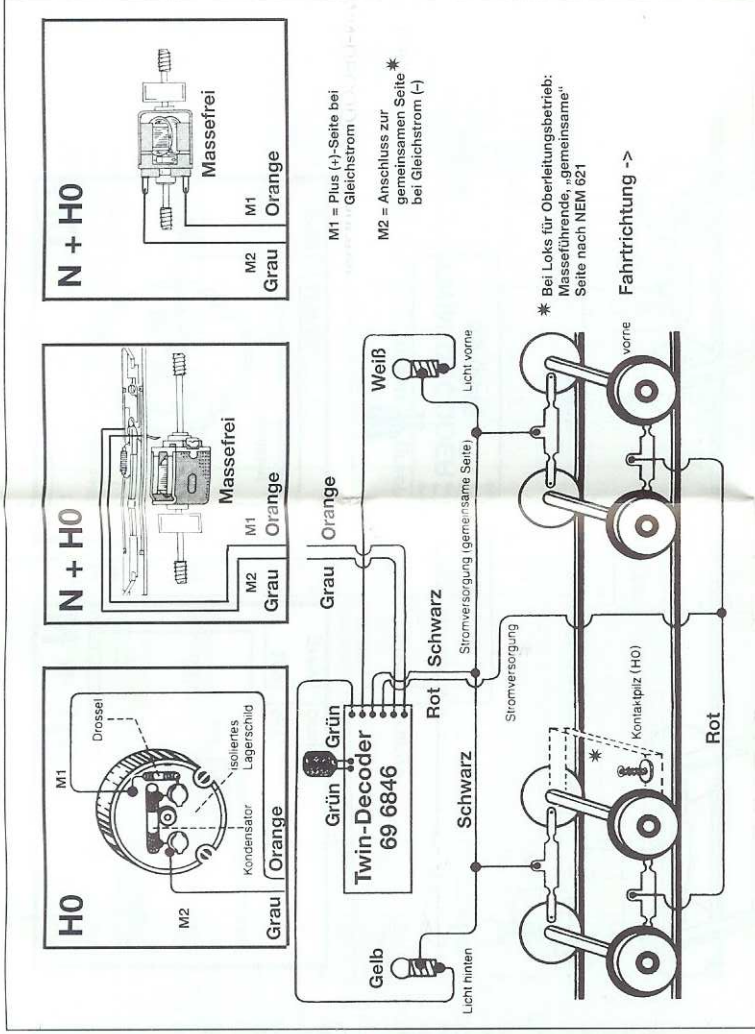 H0
M1
Drossel
Kondensator
isoliertes
Lagerschild
M2
Grau
Orange
N + H0
Massefrei
M2
M1
Grau
Orange
N + H0
Massefrei
M2
M1
Grau
Orange
M1 = Plus (+)-Seite bei
Gleichstrom
M2 = Anschluss zur
gemeinsamen Seite ✷
bei Gleichstrom (-)
Grau
Orange
Grün
Grün
Twin-Decoder
69 6846
Gelb
Licht hinten
Weiß
Licht vorne
Rot
Schwarz
Schwarz
Stromversorgung (gemeinsame Seite)
Stromversorgung
✷ Bei Loks für Oberleitungsbetrieb:
Masseführende, „gemeinsame"
Seite nach NEM 621
✷
Kontaktpilz (HO)
vorne
Fahrtrichtung ->
Rot